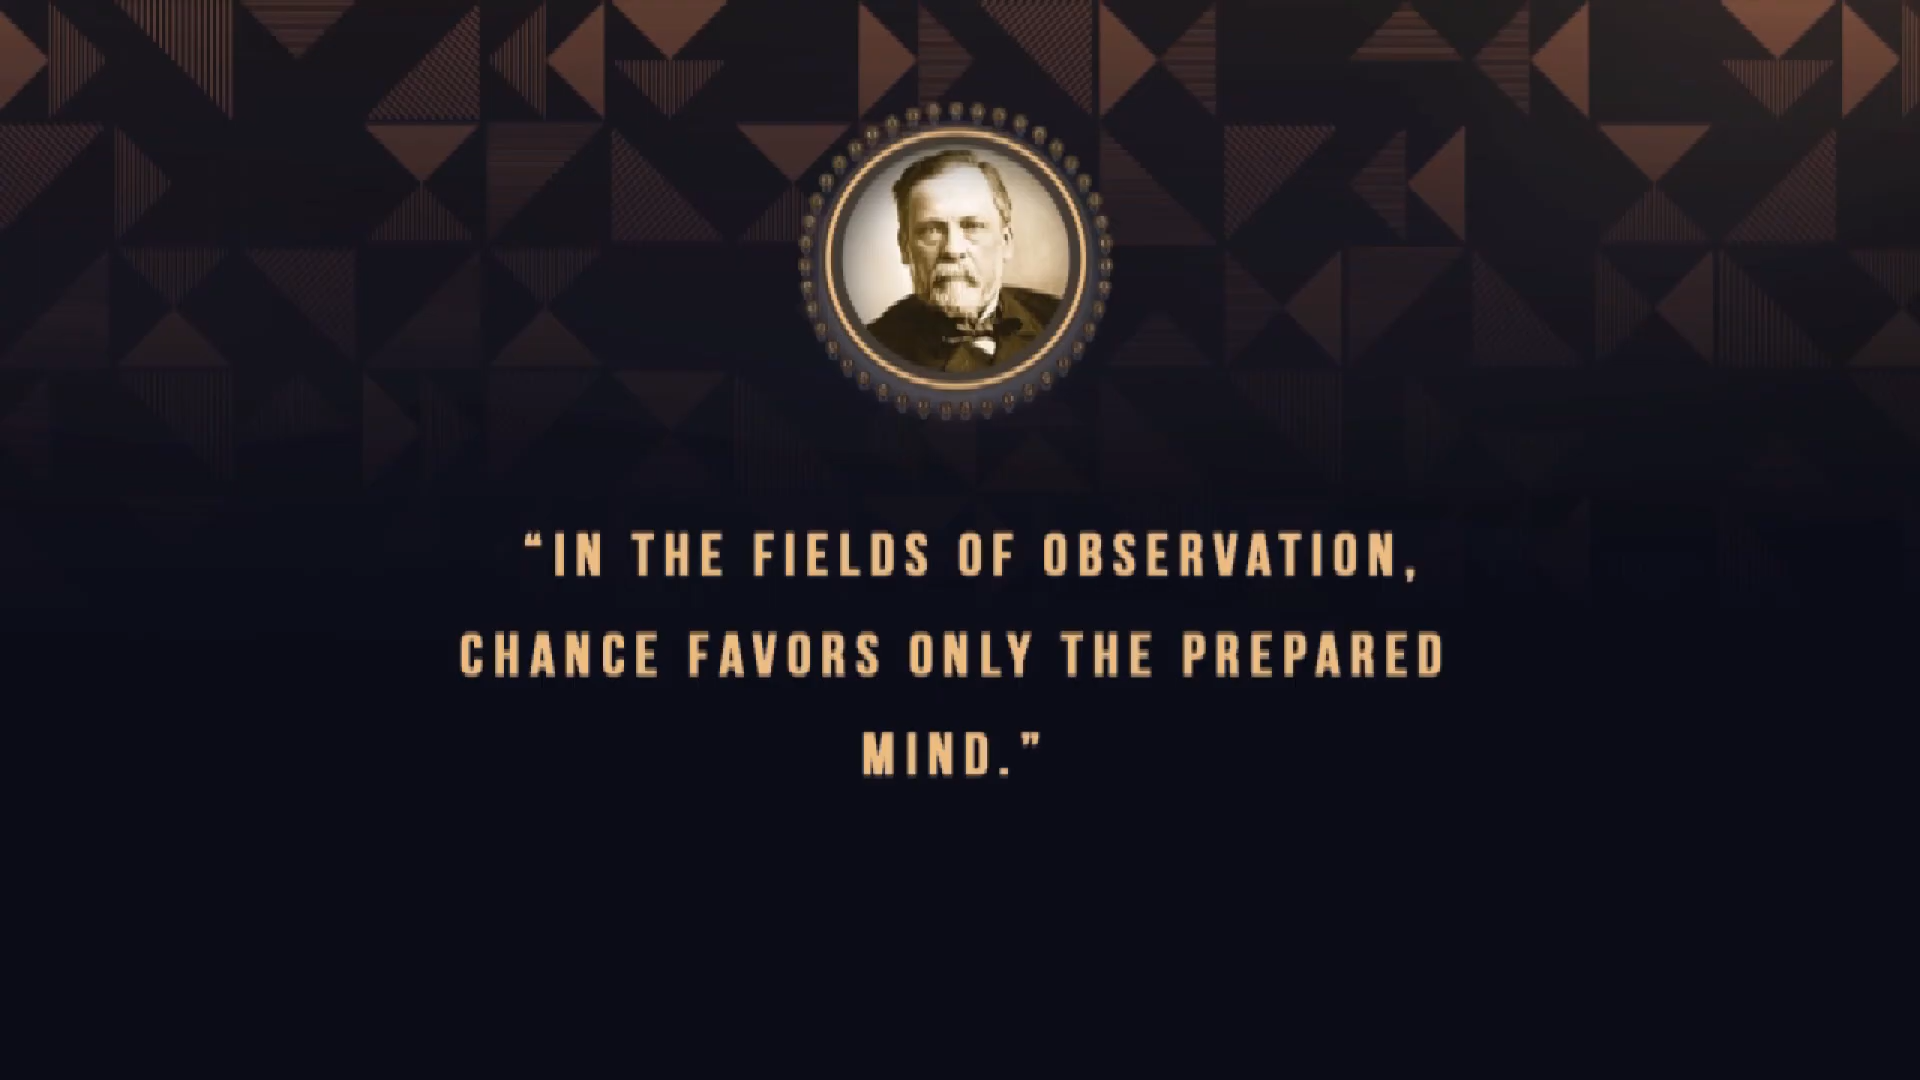 “IN THE FIELDS OF OBSERVATION,
CHANCE FAVORS ONLY THE PREPARED
MIND.”